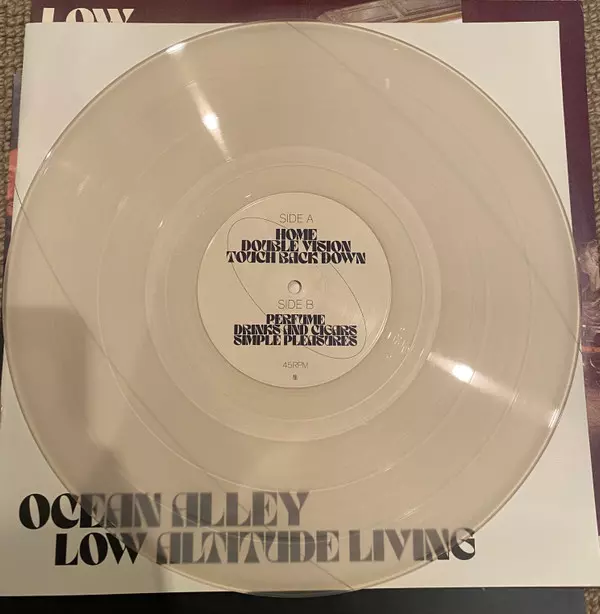 LOW
SIDE A
HOME
DOUBLE VISION
TOUCH BACK DOWN
SIDE B
PERFUME
DRINKS AND CIGARS
SIMPLE PLEASURES
45RPM
OCEAN ALLEY
LOW ALTITUDE LIVING